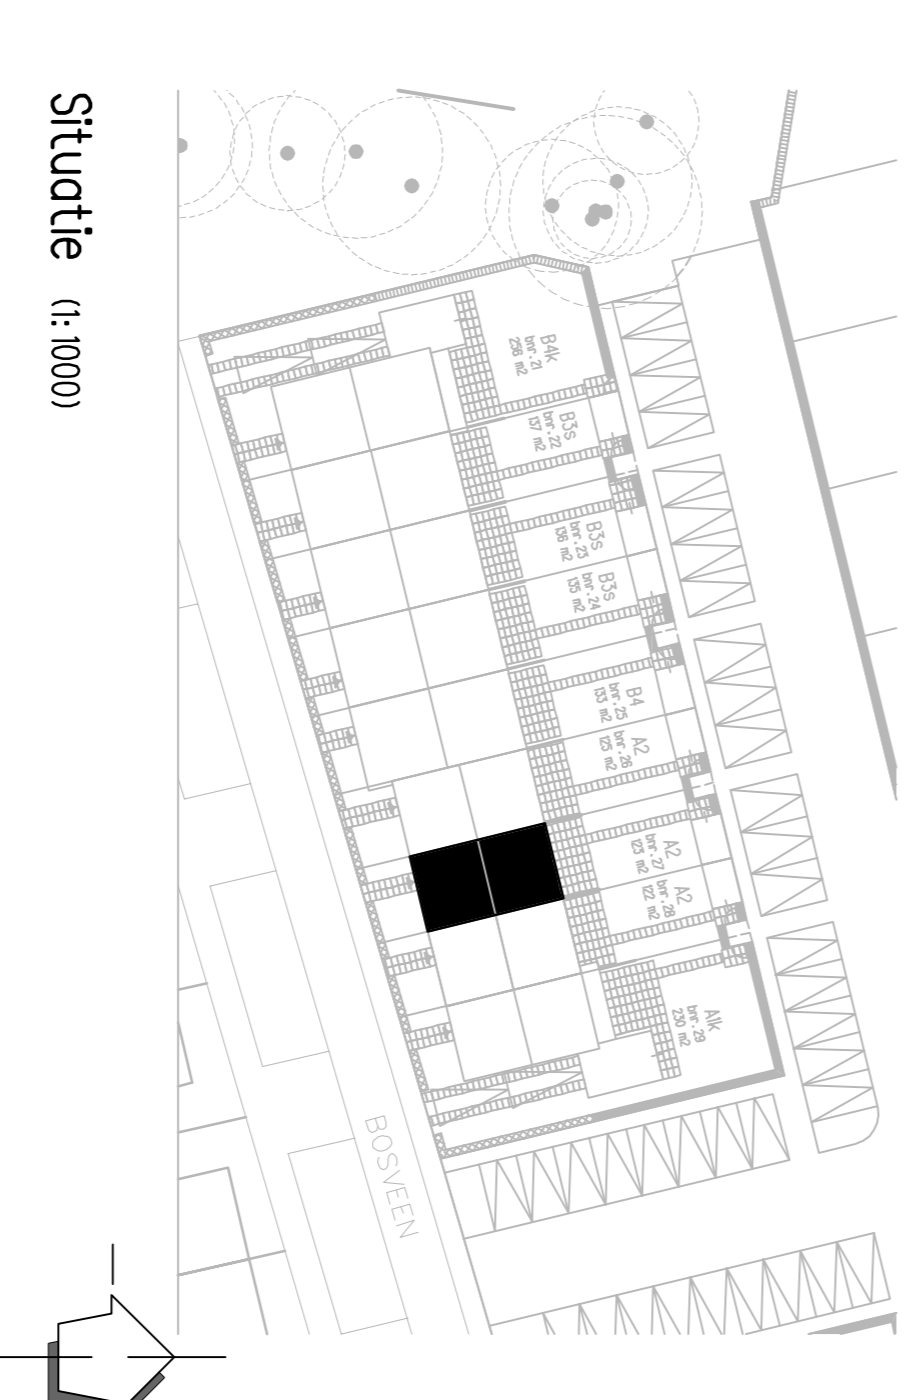 Situatie (1: 10000)
B4k
bnr. 21
256 m2
B3s
bnr. 22
137 m2
B3s
bnr. 23
136 m2
B3s
bnr. 24
135 m2
B4
bnr. 25
133 m2
A2
bnr. 26
125 m2
A2
bnr. 27
123 m2
A2
bnr. 28
122 m2
A1k
bnr. 29
230 m2
BOSVEEN